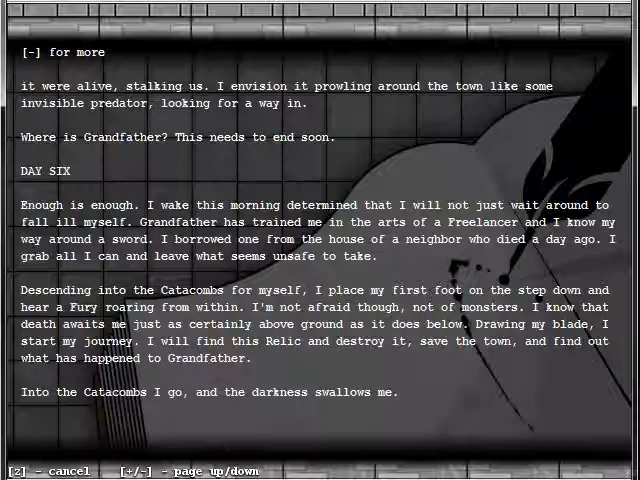 [-] for more
it were alive, stalking us. I envision it prowling around the town like some
invisible predator, looking for a way in.
Where is Grandfather? This needs to end soon.
DAY SIX
Enough is enough. I wake this morning determined that I will not just wait around to
fall ill myself. Grandfather has trained me in the arts of a Freelancer and I know my
way around a sword. I borrowed one from the house of a neighbor who died a day ago. I
grab all I can and leave what seems unsafe to take.
Descending into the Catacombs for myself, I place my first foot on the step down and
hear a Fury roaring from within. I'm not afraid though, not of monsters. I know that
death awaits me just as certainly above ground as it does below. Drawing my blade, I
start my journey. I will find this Relic and destroy it, save the town, and find out
what has happened to Grandfather.
Into the Catacombs I go, and the darkness swallows me.
[z] - cancel    [+/-] - page up/down